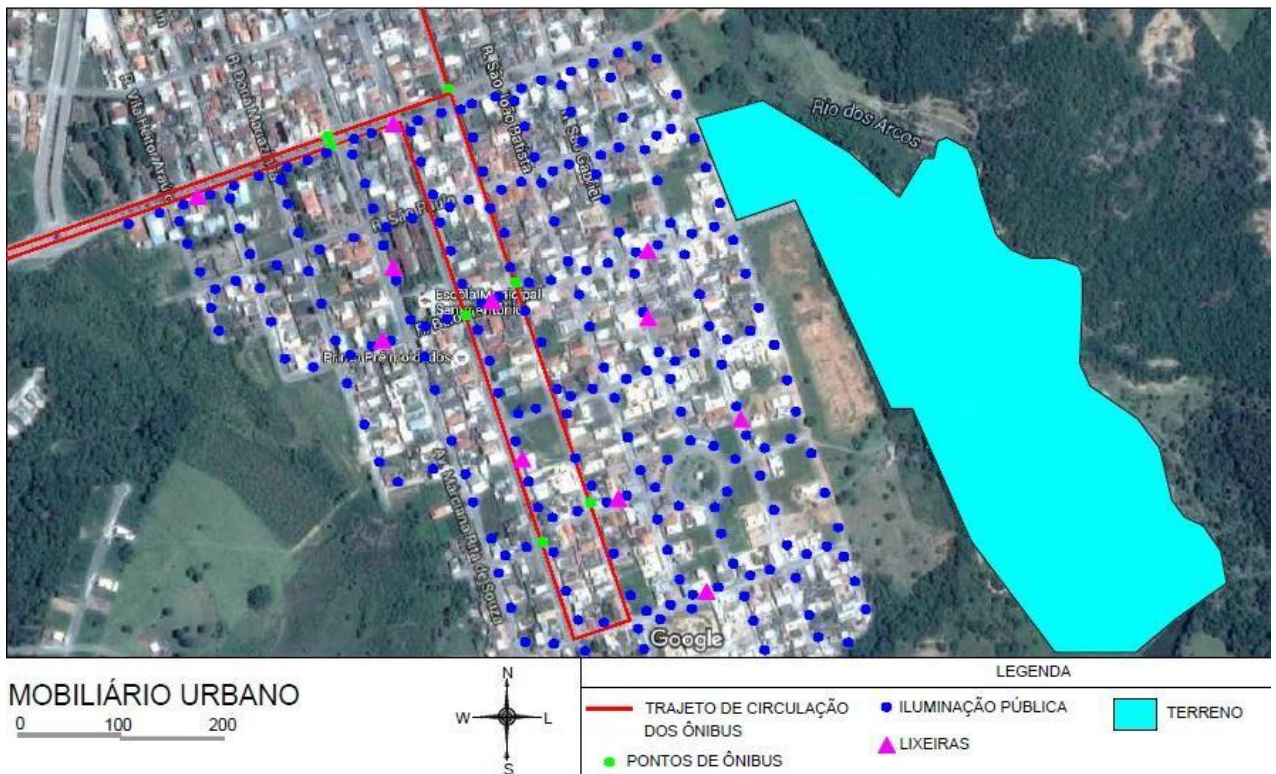 R. São João Batista
R. São Gabriel
Rio dos Arcos
R. São Paulo
Escola Municipal
Google
MOBILIÁRIO URBANO
0 100 200
N
W L
S
LEGENDA
TRAJETO DE CIRCULAÇÃO
DOS ÔNIBUS
PONTOS DE ÔNIBUS
ILUMINAÇÃO PÚBLICA
LIXEIRAS
TERRENO